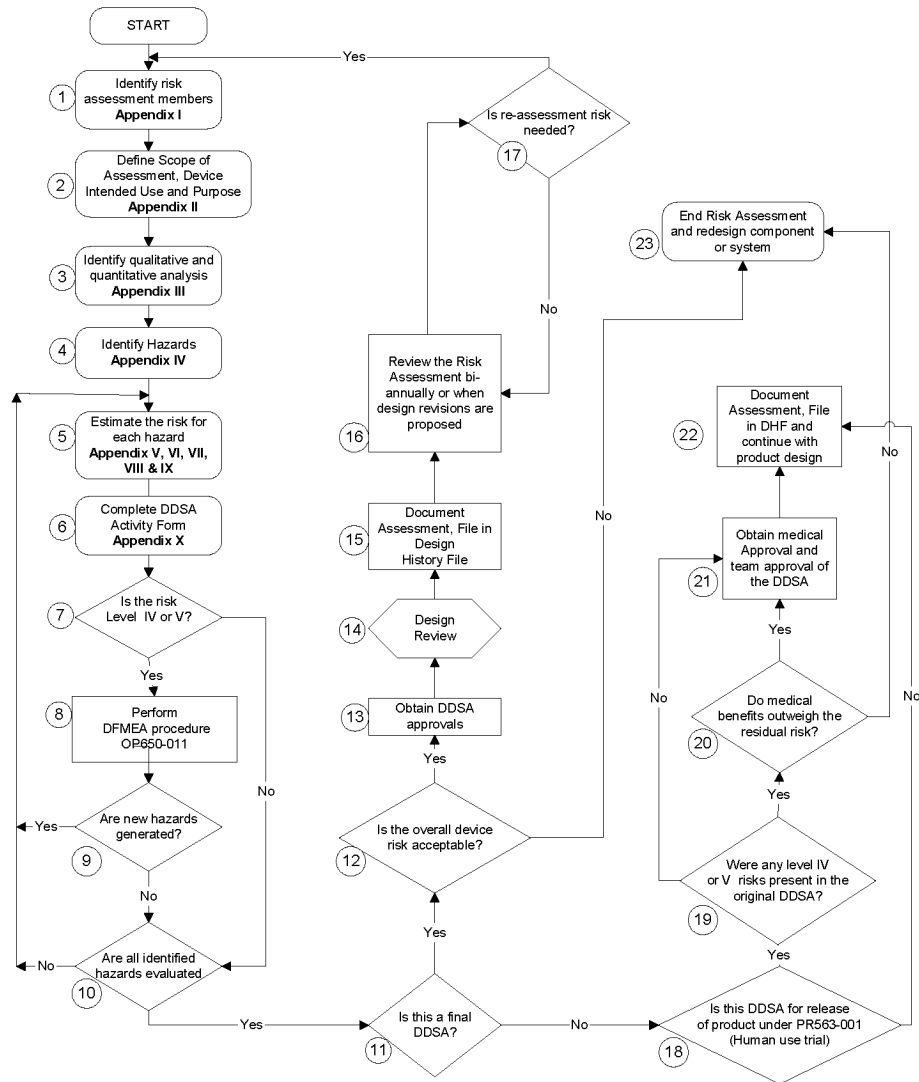 START
Yes
1
Identify risk
assessment members
Appendix I
2
Define Scope of
Assessment, Device
Intended Use and Purpose
Appendix II
3
Identify qualitative and
quantitative analysis
Appendix III
4
Identify Hazards
Appendix IV
5
Estimate the risk for
each hazard
Appendix V, VI, VII,
VIII & IX
6
Complete DDSA
Activity Form
Appendix X
7
Is the risk
Level IV or V?
Yes
No
8
Perform
DFMEA procedure
OP650-011
Yes
Are new hazards
generated?
9
No
No
Are all identified
hazards evaluated
10
Yes
Is this a final
DDSA?
11
Yes
No
Is the overall device
risk acceptable?
12
Yes
No
13
Obtain DDSA
approvals
14
Design
Review
15
Document
Assessment, File in
Design
History File
16
Review the Risk
Assessment bi-
annually or when
design revisions are
proposed
Is re-assessment risk
needed?
17
No
18
Is this DDSA for release
of product under PR563-001
(Human use trial)
Yes
No
19
Were any level IV
or V risks present in the
original DDSA?
Yes
No
20
Do medical
benefits outweigh the
residual risk?
Yes
No
21
Obtain medical
Approval and
team approval of
the DDSA
22
Document
Assessment, File
in DHF and
continue with
product design
23
End Risk Assessment
and redesign component
or system